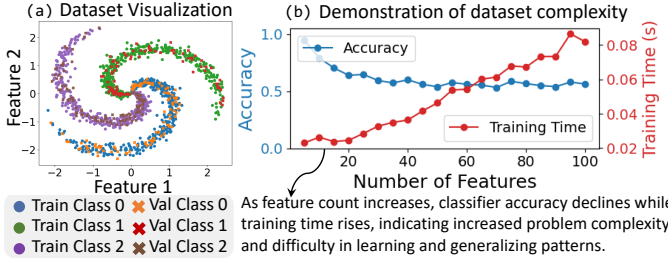 (a) Dataset Visualization
(b) Demonstration of dataset complexity
Feature 2
2
1
0
−1
−2
−2
0
2
Feature 1
Accuracy
1.0
0.5
0.0
Accuracy
Training Time
0.08
0.06
0.04
0.02
Training Time (s)
20
40
60
80
100
Number of Features
Train Class 0
Val Class 0
Train Class 1
Val Class 1
Train Class 2
Val Class 2
As feature count increases, classifier accuracy declines while
training time rises, indicating increased problem complexity
and difficulty in learning and generalizing patterns.